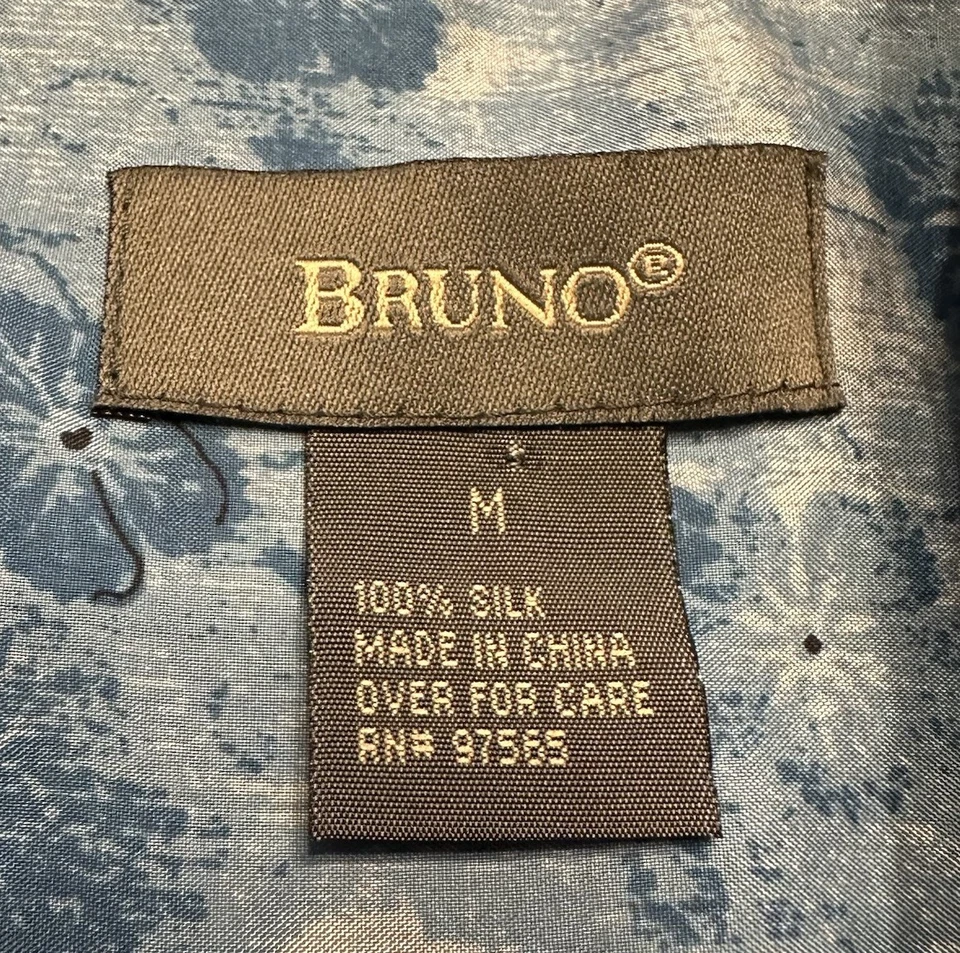 BRUNO®
M
100% SILK
MADE IN CHINA
OVER FOR CARE
RN# 97565